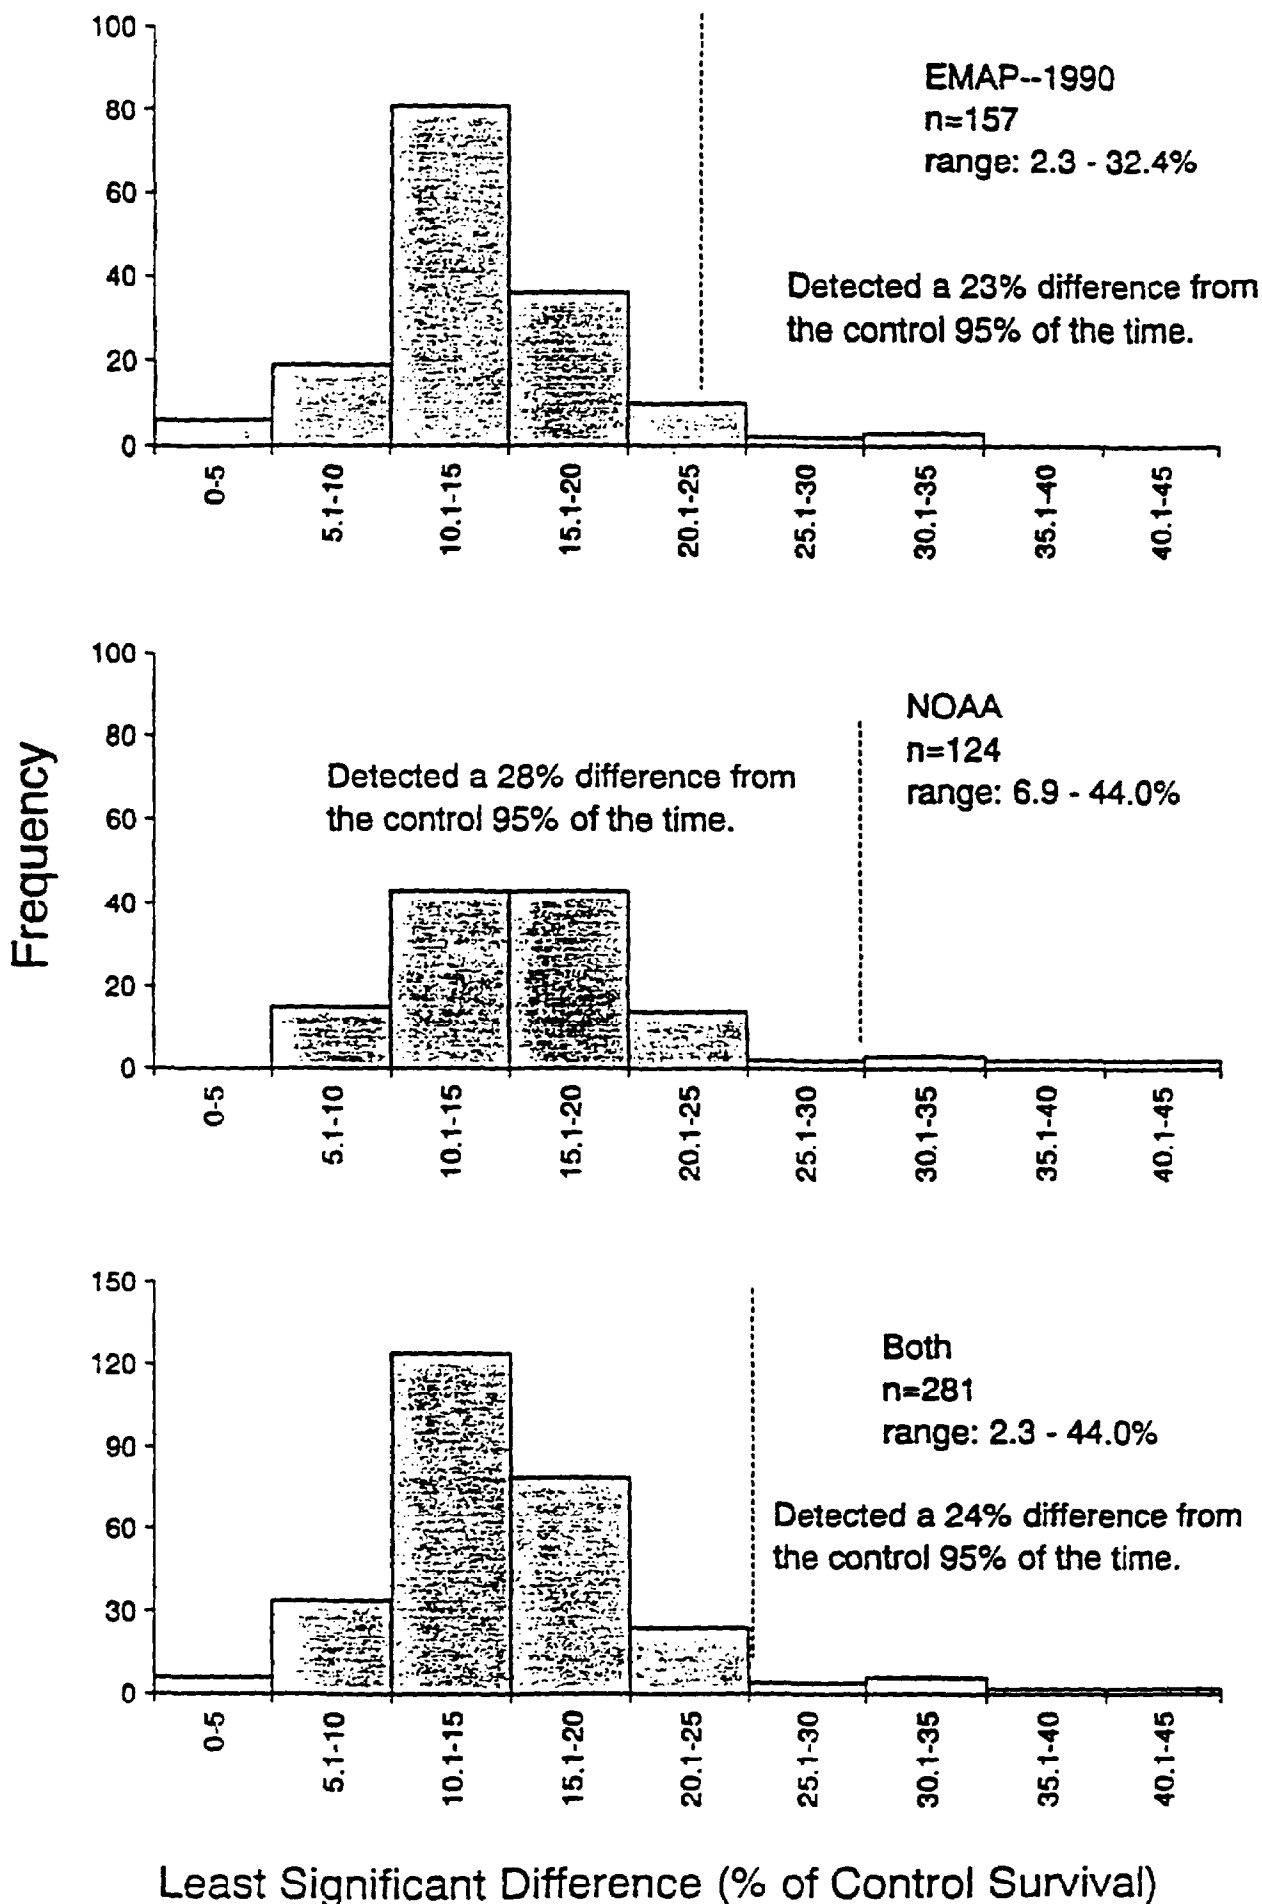 100
80
60
40
20
0
EMAP--1990
n=157
range: 2.3 - 32.4%
Detected a 23% difference from
the control 95% of the time.
0-5
5.1-10
10.1-15
15.1-20
20.1-25
25.1-30
30.1-35
35.1-40
40.1-45
Frequency
100
80
60
40
20
0
NOAA
n=124
range: 6.9 - 44.0%
Detected a 28% difference from
the control 95% of the time.
0-5
5.1-10
10.1-15
15.1-20
20.1-25
25.1-30
30.1-35
35.1-40
40.1-45
150
120
90
60
30
0
Both
n=281
range: 2.3 - 44.0%
Detected a 24% difference from
the control 95% of the time.
0-5
5.1-10
10.1-15
15.1-20
20.1-25
25.1-30
30.1-35
35.1-40
40.1-45
Least Significant Difference (% of Control Survival)